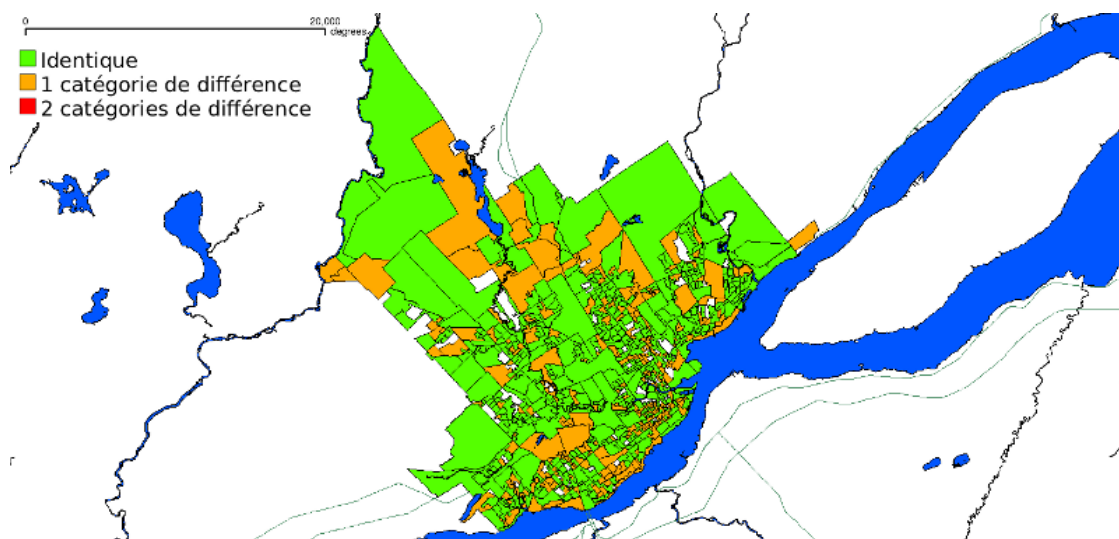 0 20,000
degrees
Identique
1 catégorie de différence
2 catégories de différence